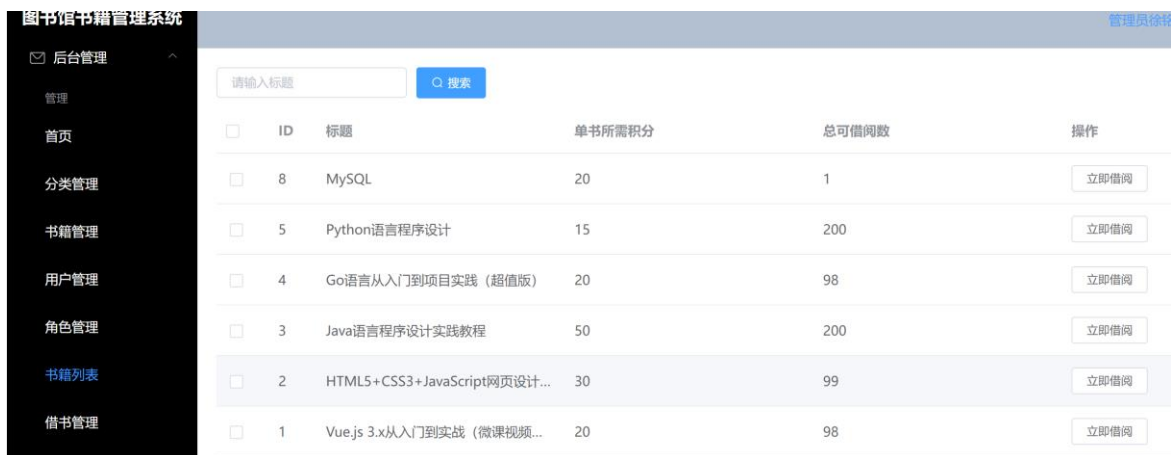 图书馆书籍管理系统
管理员徐铭
后台管理
管理
首页
分类管理
书籍管理
用户管理
角色管理
书籍列表
借书管理
请输入标题 搜索
ID 标题 单书所需积分 总可借阅数 操作
8 MySQL 20 1 立即借阅
5 Python语言程序设计 15 200 立即借阅
4 Go语言从入门到项目实践（超值版） 20 98 立即借阅
3 Java语言程序设计实践教程 50 200 立即借阅
2 HTML5+CSS3+JavaScript网页设计... 30 99 立即借阅
1 Vue.js 3.x从入门到实战（微课视频... 20 98 立即借阅